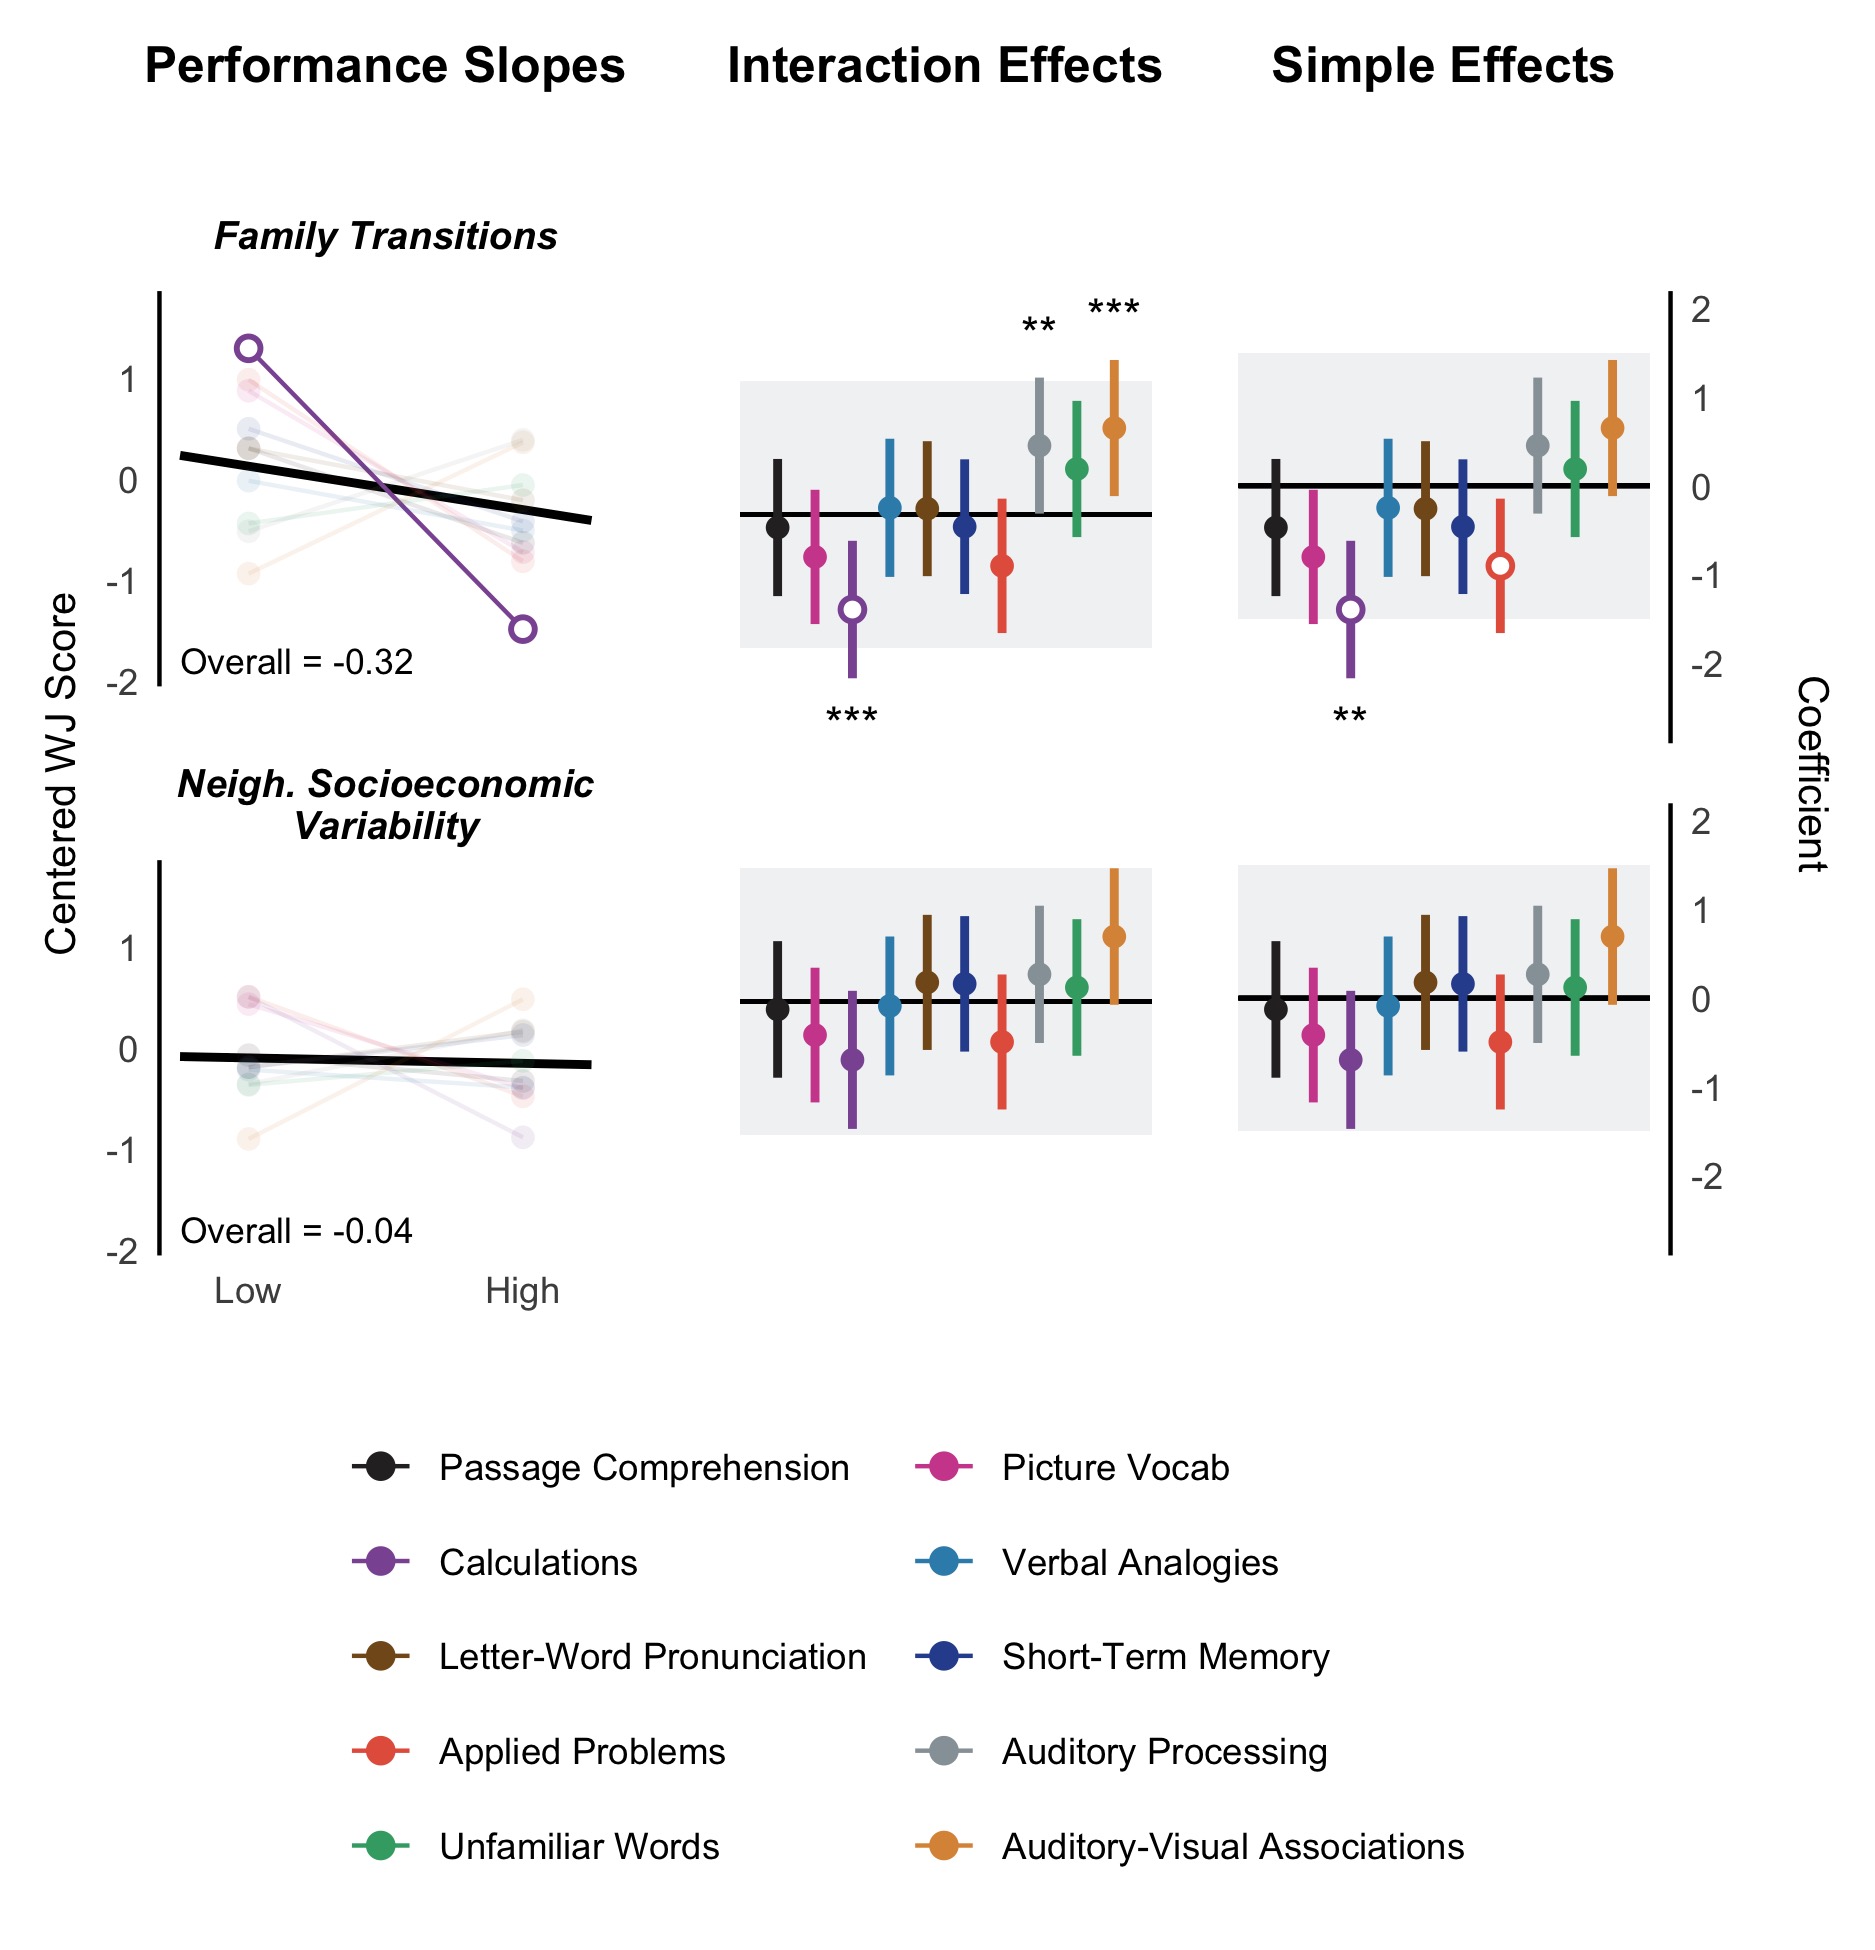 Performance Slopes
Interaction Effects
Simple Effects
Family Transitions
Centered WJ Score
1
0
-1
-2
Overall = -0.32
**
***
***
**
2
1
0
-1
-2
Coefficient
Neigh. Socioeconomic
Variability
1
0
-1
-2
Overall = -0.04
Low
High
2
1
0
-1
-2
Passage Comprehension
Picture Vocab
Calculations
Verbal Analogies
Letter-Word Pronunciation
Short-Term Memory
Applied Problems
Auditory Processing
Unfamiliar Words
Auditory-Visual Associations